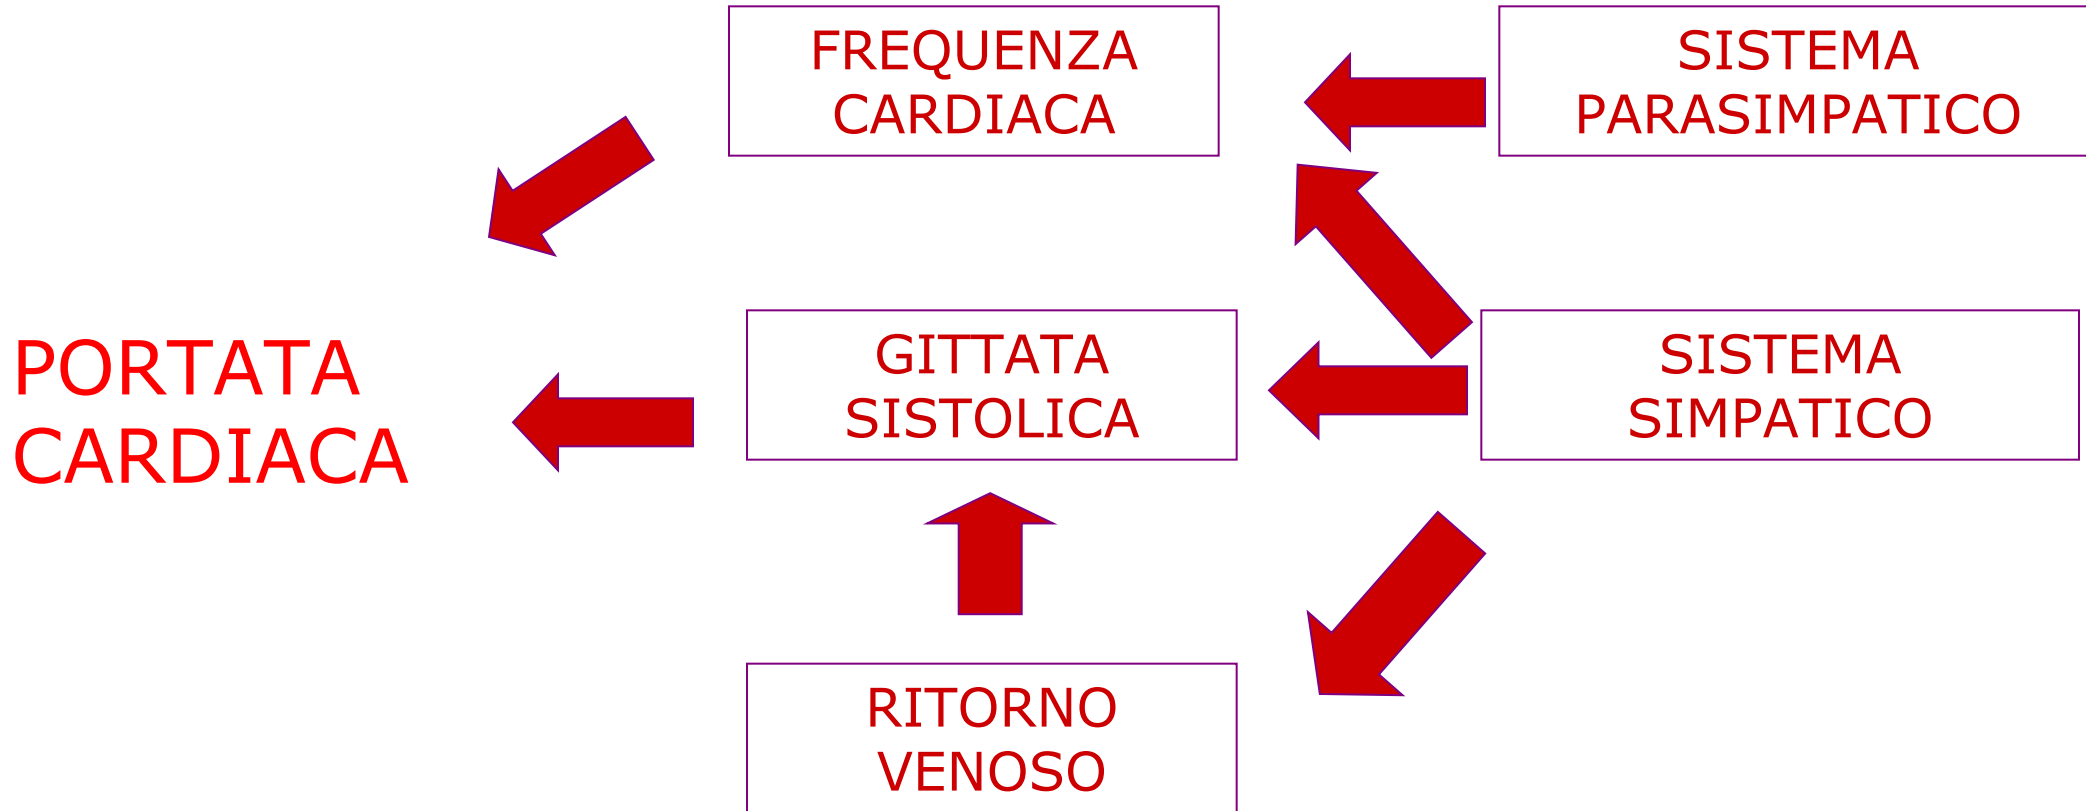 FREQUENZA
CARDIACA
SISTEMA
PARASIMPATICO
PORTATA
CARDIACA
GITTATA
SISTOLICA
SISTEMA
SIMPATICO
RITORNO
VENOSO